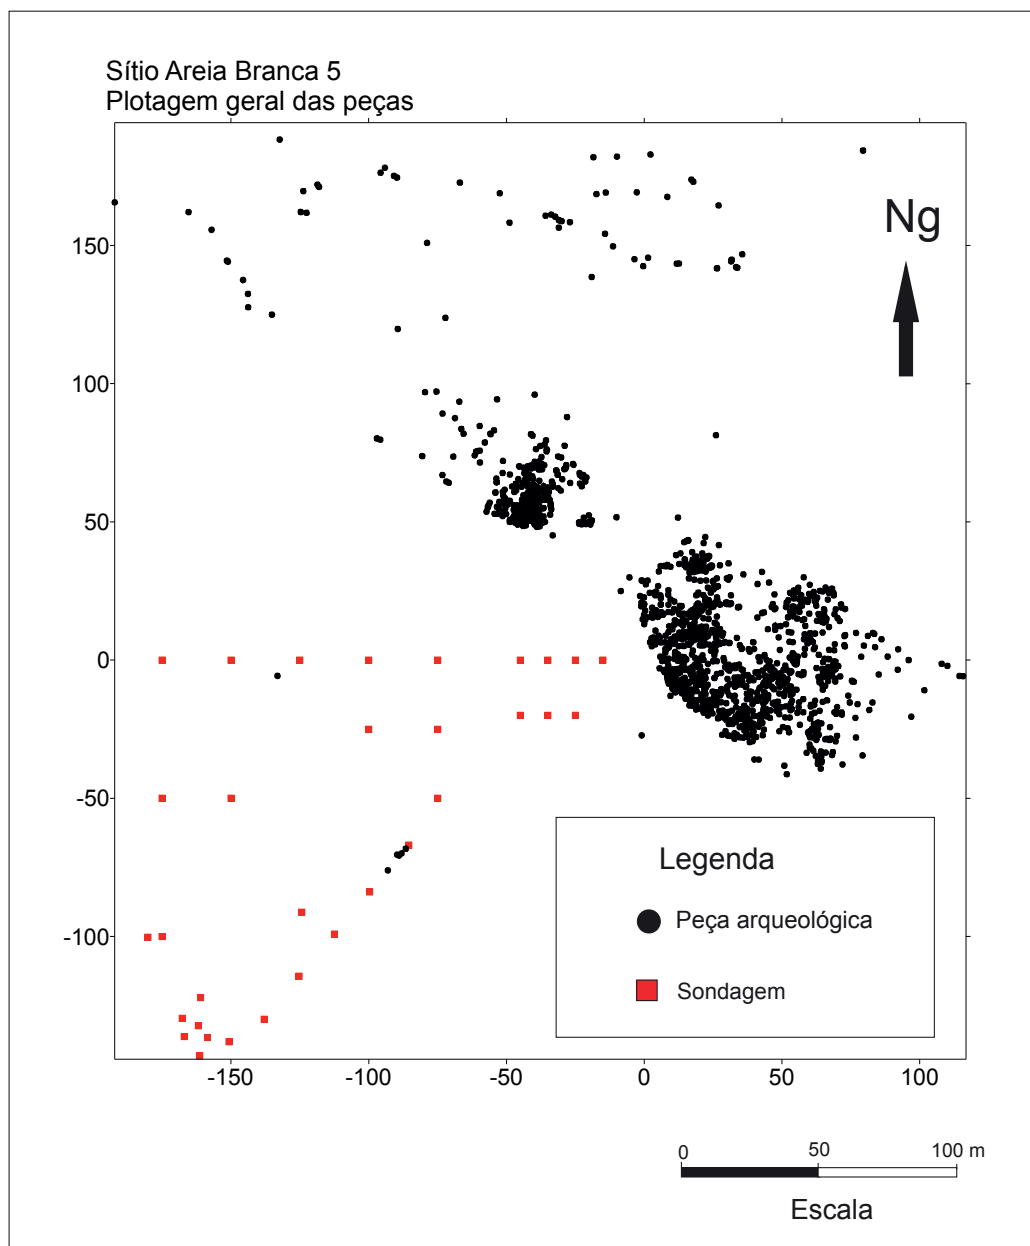 Sítio Areia Branca 5
Plotagem geral das peças
Ng
150
100
50
0
-50
-100
-150 -100 -50 0 50 100
Legenda
Peça arqueológica
Sondagem
0 50 100 m
Escala